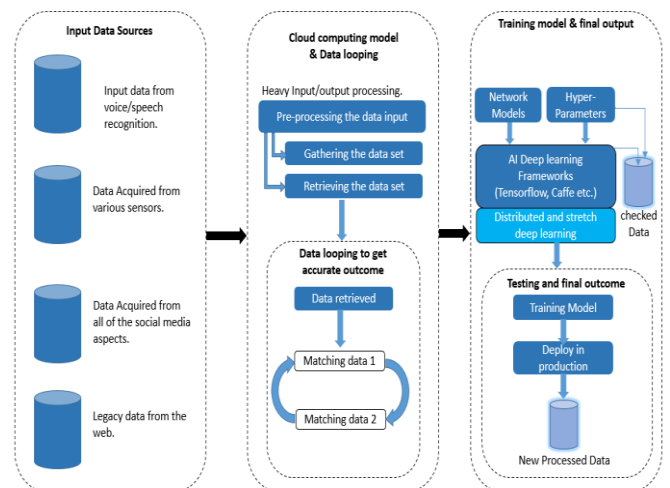 Input Data Sources
Input data from
voice/speech
recognition.
Data Acquired from
various sensors.
Data Acquired from
all of the social media
aspects.
Legacy data from the
web.
Cloud computing model
& Data looping
Heavy Input/output processing.
Pre-processing the data input
Gathering the data set
Retrieving the data set
Data looping to get
accurate outcome
Data retrieved
Matching data 1
Matching data 2
Training model & final output
Network
Models
Hyper-
Parameters
AI Deep learning
Frameworks
(Tensorflow, Caffe etc.)
Distributed and stretch
deep learning
checked
Data
Testing and final outcome
Training Model
Deploy in
production
New Processed Data